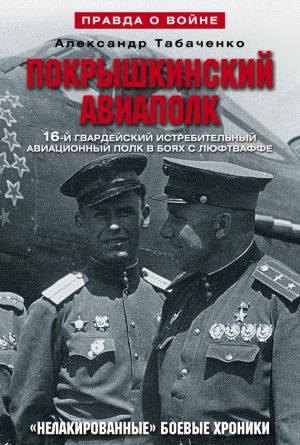 ПРАВДА О ВОЙНЕ
Александр Табаченко
ПОКРЫШКИНСКИЙ
АВИАПОЛК
16-Й ГВАРДЕЙСКИЙ ИСТРЕБИТЕЛЬНЫЙ
АВИАЦИОННЫЙ ПОЛК В БОЯХ С ЛЮФТВАФФЕ
«НЕЛАКИРОВАННЫЕ» БОЕВЫЕ ХРОНИКИ